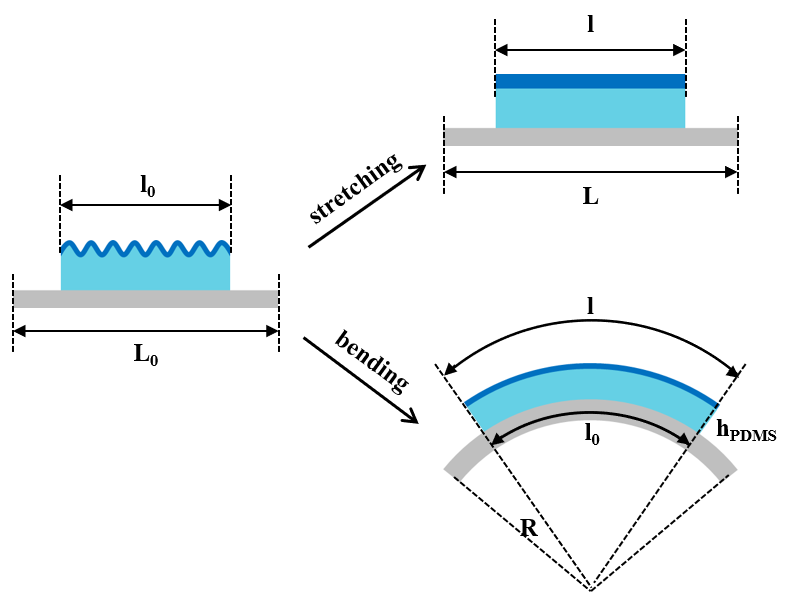 l
stretching
L
l₀
L₀
bending
l
l₀
hPDMS
R